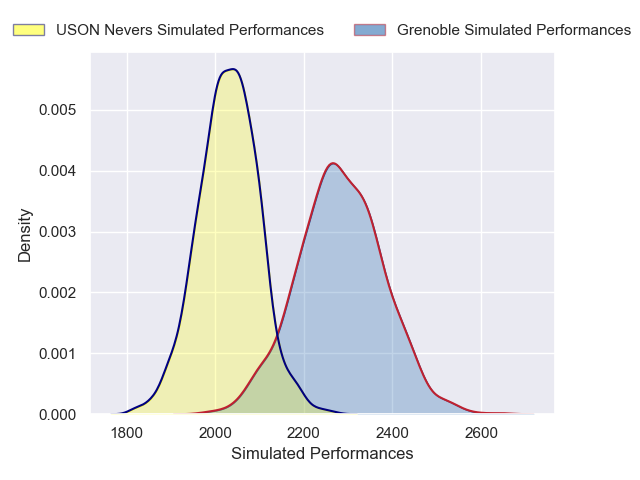 USON Nevers Simulated Performances
Grenoble Simulated Performances
0.005
0.004
0.003
0.002
0.001
0.000
Density
1800
2000
2200
2400
2600
Simulated Performances